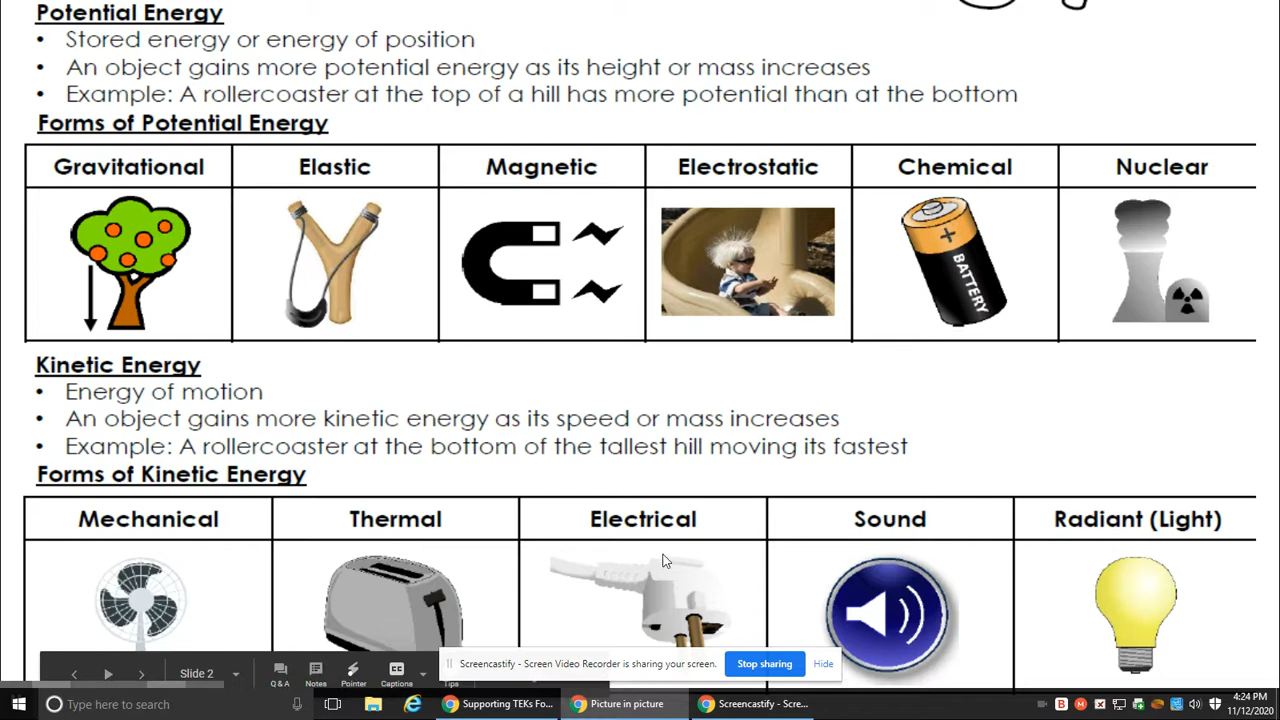 Potential Energy
• Stored energy or energy of position
• An object gains more potential energy as its height or mass increases
• Example: A rollercoaster at the top of a hill has more potential than at the bottom
Forms of Potential Energy
Gravitational Elastic Magnetic Electrostatic Chemical Nuclear
+
BATTERY
Kinetic Energy
• Energy of motion
• An object gains more kinetic energy as its speed or mass increases
• Example: A rollercoaster at the bottom of the tallest hill moving its fastest
Forms of Kinetic Energy
Mechanical Thermal Electrical Sound Radiant (Light)
Slide 2 Q & A Notes Pointer Captions Tips
Screencastify - Screen Video Recorder is sharing your screen. Stop sharing Hide
Type here to search Supporting TEKs Fo... Picture in picture Screencastify - Scre...
4:24 PM
11/12/2020